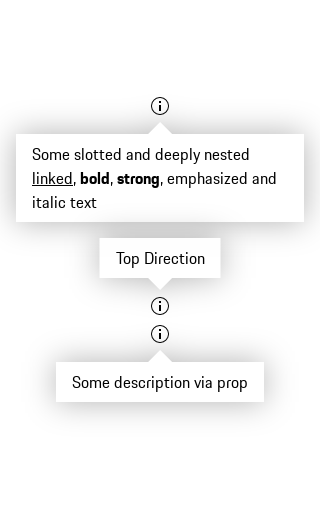 Some slotted and deeply nested
linked, bold, strong, emphasized and
italic text
Top Direction
Some description via prop